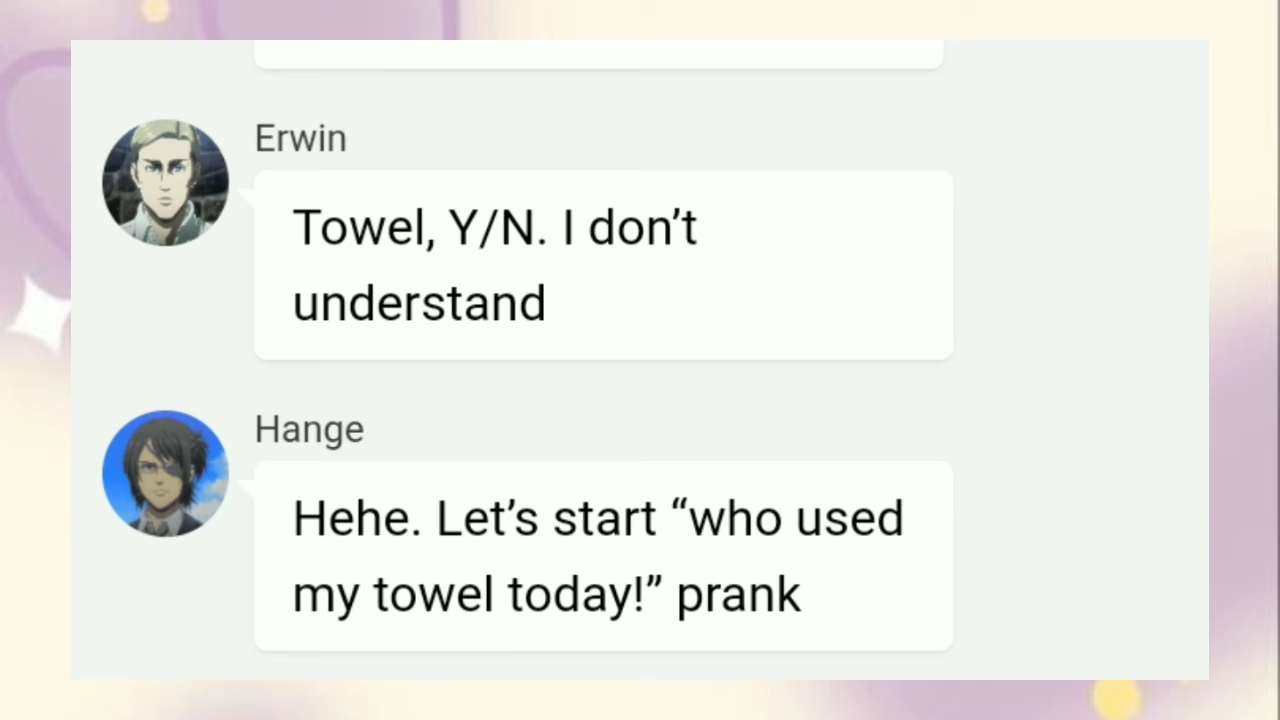 Erwin
Towel, Y/N. I don’t
understand
Hange
Hehe. Let’s start “who used
my towel today!” prank